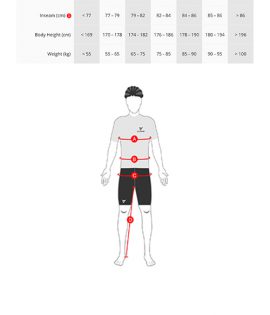 Inseam (cm) D < 77 77 – 79 79 – 82 82 – 84 84 – 86 85 – 86 > 86
Body Height (cm) < 169 170 – 178 174 – 182 176 – 186 178 – 190 180 – 194 > 196
Weight (kg) < 55 55 – 65 65 – 75 75 – 85 85 – 90 90 – 95 > 100
A
B
C
D